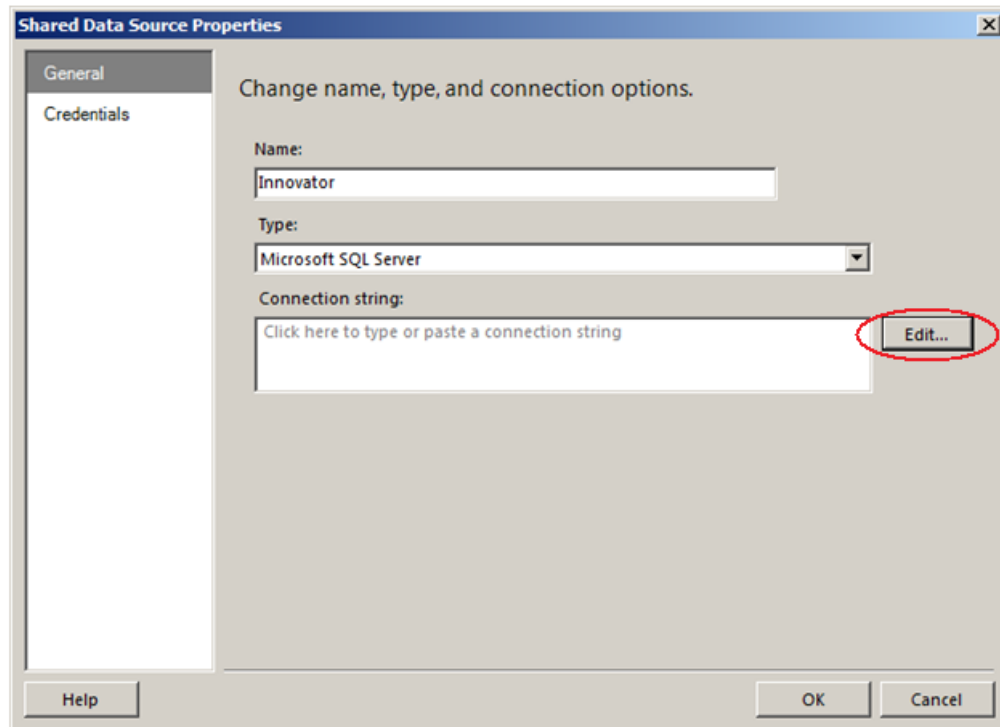 Shared Data Source Properties
General
Credentials
Change name, type, and connection options.
Name:
Innovator
Type:
Microsoft SQL Server
Connection string:
Click here to type or paste a connection string
Edit...
Help
OK
Cancel